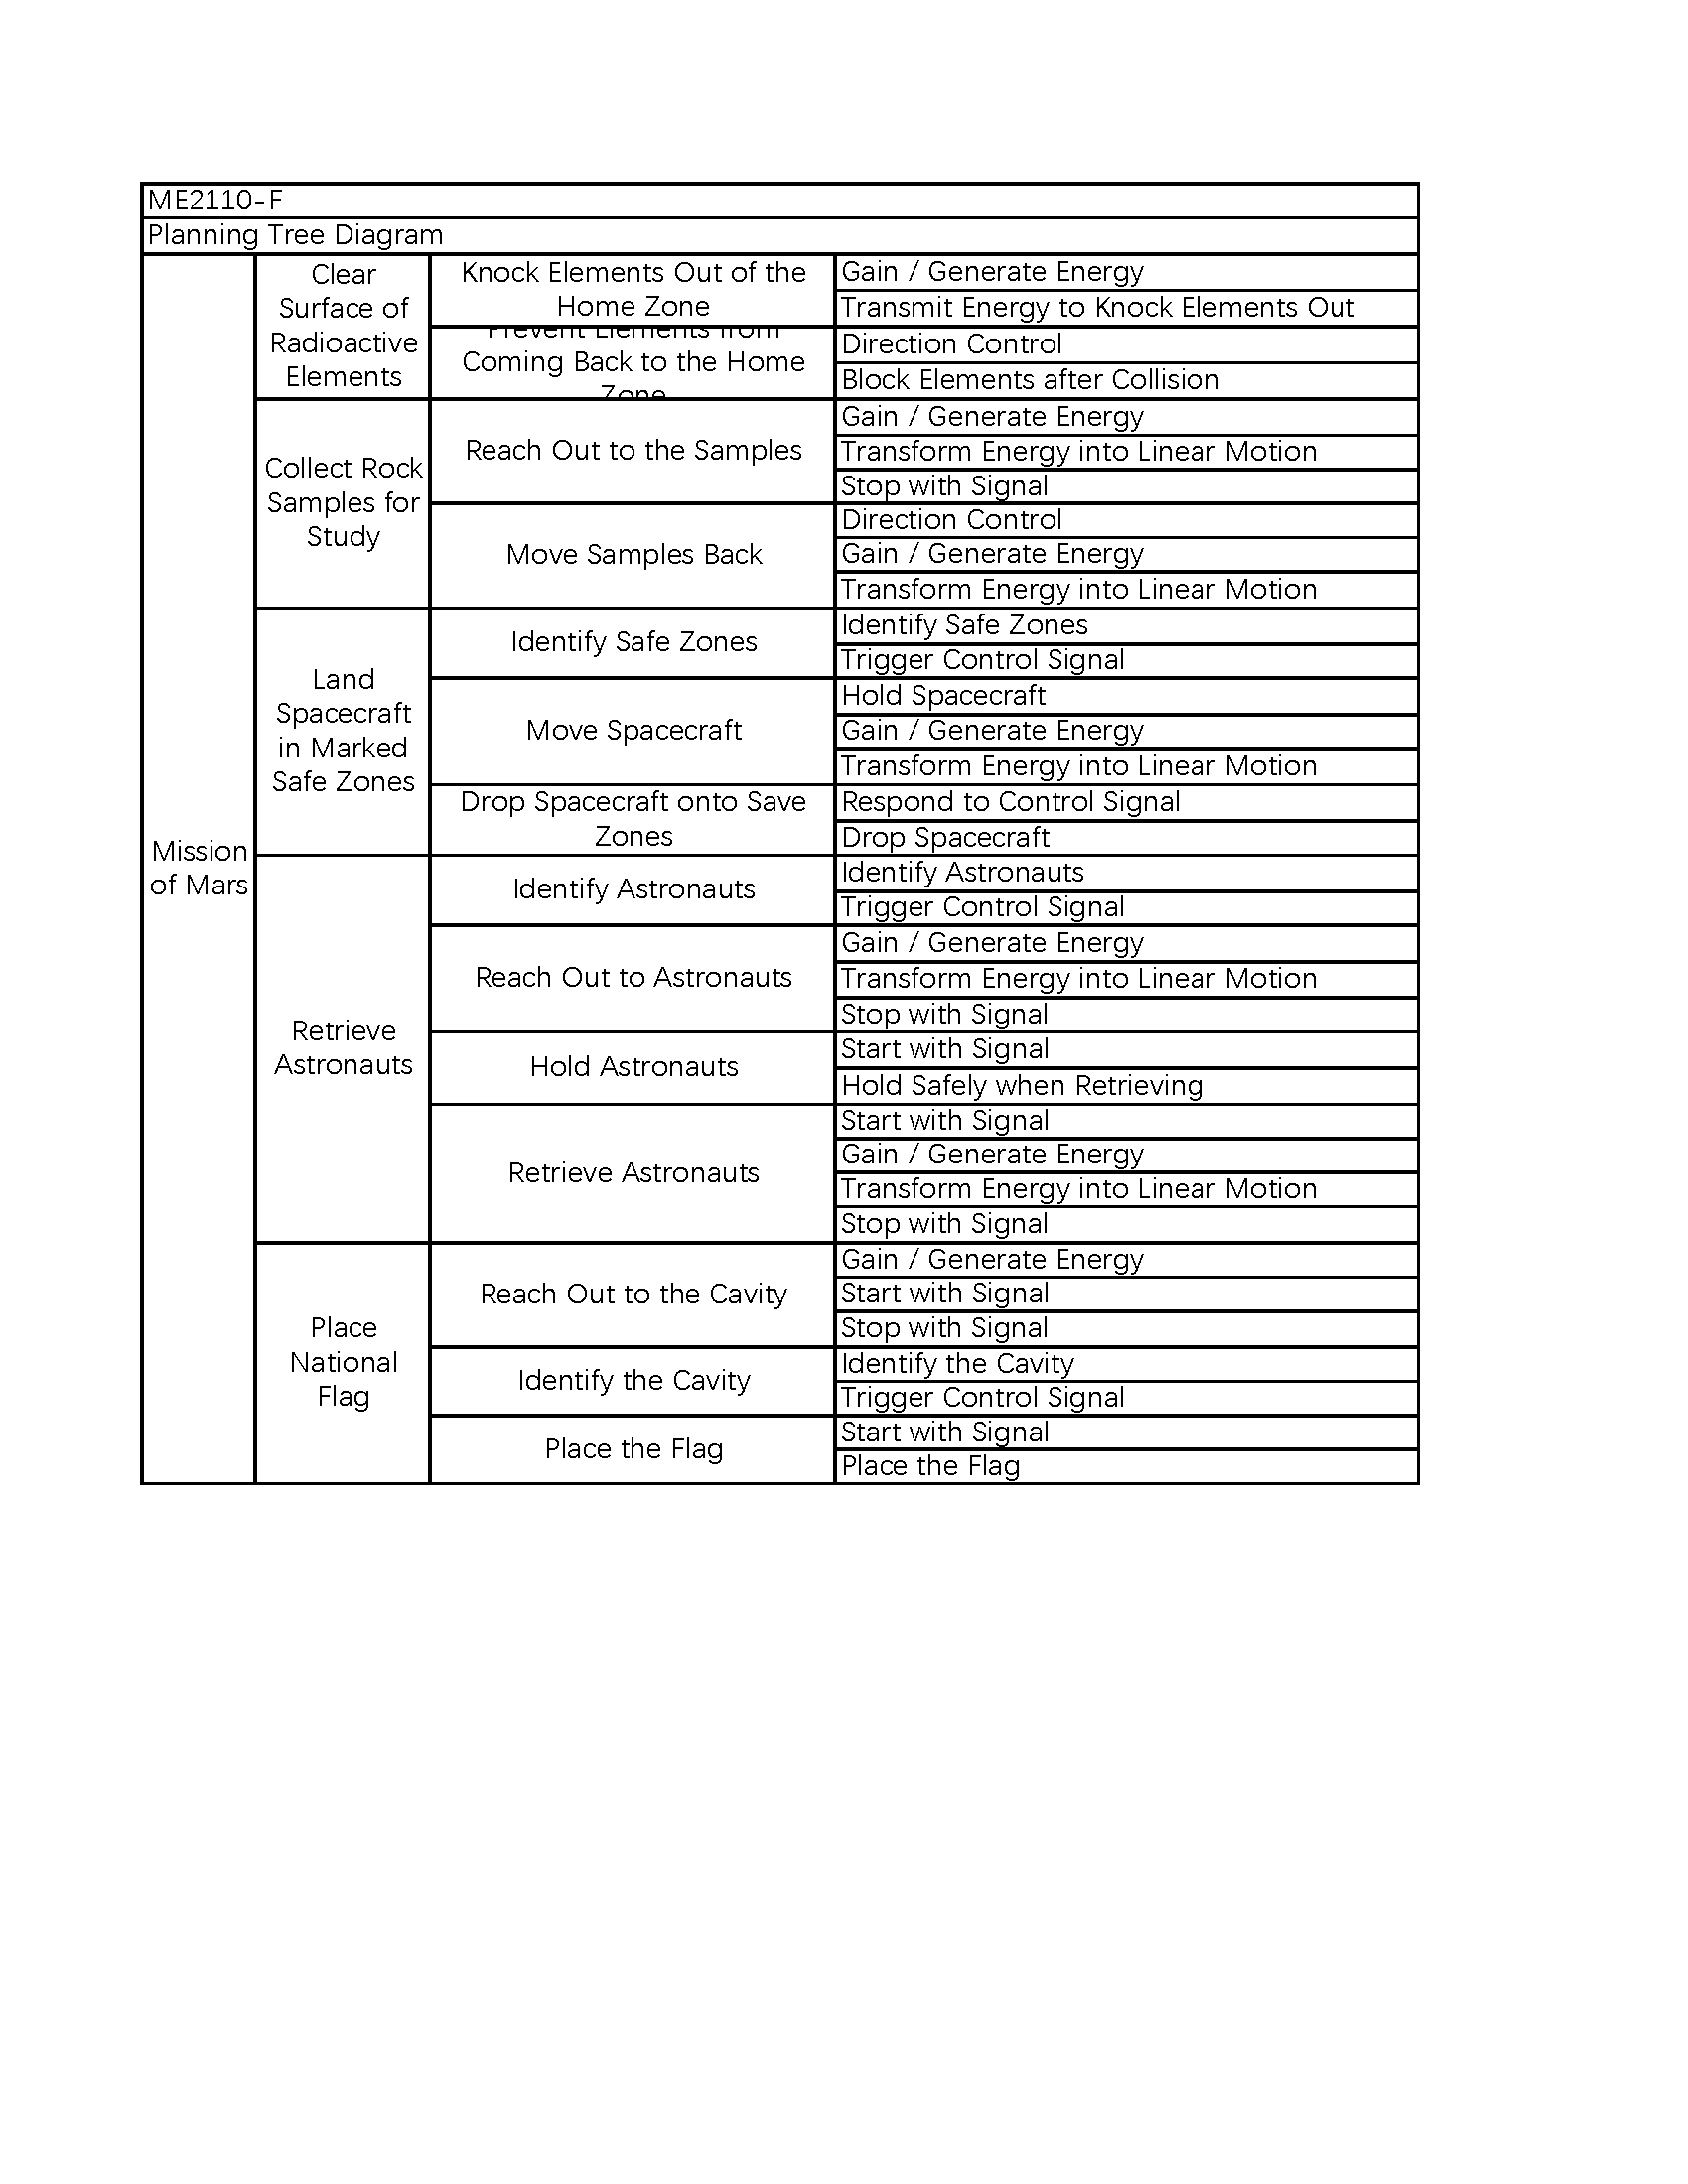 ME2110-F
Planning Tree Diagram
Mission
of Mars
Clear
Surface of
Radioactive
Elements
Knock Elements Out of the
Home Zone
Gain / Generate Energy
Transmit Energy to Knock Elements Out
Prevent Elements from
Coming Back to the Home
Zone
Direction Control
Block Elements after Collision
Collect Rock
Samples for
Study
Reach Out to the Samples
Gain / Generate Energy
Transform Energy into Linear Motion
Stop with Signal
Move Samples Back
Direction Control
Gain / Generate Energy
Transform Energy into Linear Motion
Land
Spacecraft
in Marked
Safe Zones
Identify Safe Zones
Identify Safe Zones
Trigger Control Signal
Move Spacecraft
Hold Spacecraft
Gain / Generate Energy
Transform Energy into Linear Motion
Drop Spacecraft onto Save
Zones
Respond to Control Signal
Drop Spacecraft
Retrieve
Astronauts
Identify Astronauts
Identify Astronauts
Trigger Control Signal
Reach Out to Astronauts
Gain / Generate Energy
Transform Energy into Linear Motion
Stop with Signal
Hold Astronauts
Start with Signal
Hold Safely when Retrieving
Retrieve Astronauts
Start with Signal
Gain / Generate Energy
Transform Energy into Linear Motion
Stop with Signal
Place
National
Flag
Reach Out to the Cavity
Gain / Generate Energy
Start with Signal
Stop with Signal
Identify the Cavity
Identify the Cavity
Trigger Control Signal
Place the Flag
Start with Signal
Place the Flag